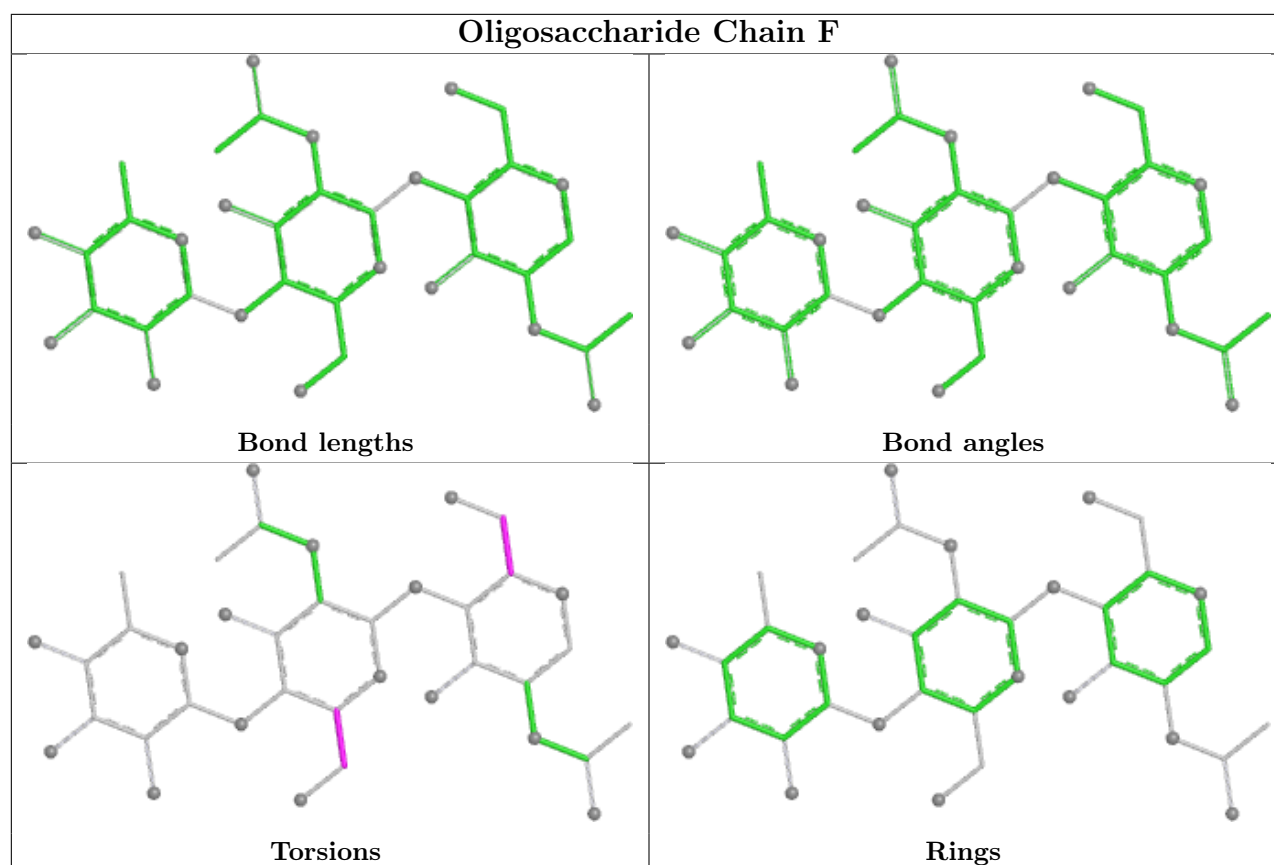 Oligosaccharide Chain F
Bond lengths
Bond angles
Torsions
Rings